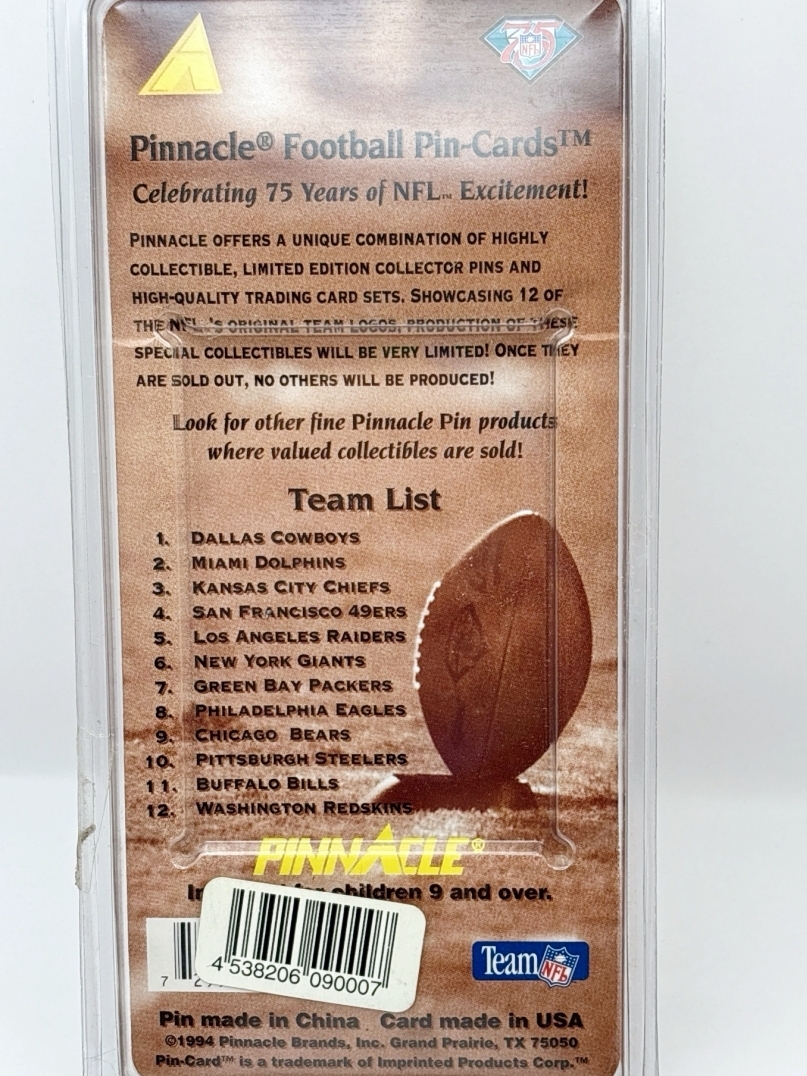 75
NFL
Pinnacle® Football Pin-Cards™
Celebrating 75 Years of NFL™ Excitement!
PINNACLE OFFERS A UNIQUE COMBINATION OF HIGHLY
COLLECTIBLE, LIMITED EDITION COLLECTOR PINS AND
HIGH-QUALITY TRADING CARD SETS. SHOWCASING 12 OF
THE NFL'S ORIGINAL TEAM LOGOS, PRODUCTION OF THESE
SPECIAL COLLECTIBLES WILL BE VERY LIMITED! ONCE THEY
ARE SOLD OUT, NO OTHERS WILL BE PRODUCED!
Look for other fine Pinnacle Pin products
where valued collectibles are sold!
Team List
1. DALLAS COWBOYS
2. MIAMI DOLPHINS
3. KANSAS CITY CHIEFS
4. SAN FRANCISCO 49ERS
5. LOS ANGELES RAIDERS
6. NEW YORK GIANTS
7. GREEN BAY PACKERS
8. PHILADELPHIA EAGLES
9. CHICAGO BEARS
10. PITTSBURGH STEELERS
11. BUFFALO BILLS
12. WASHINGTON REDSKINS
PINNACLE®
children 9 and over.
4 538206 090007
7
Team NFL
Pin made in China Card made in USA
©1994 Pinnacle Brands, Inc. Grand Prairie, TX 75050
Pin-Card™ is a trademark of Imprinted Products Corp.™